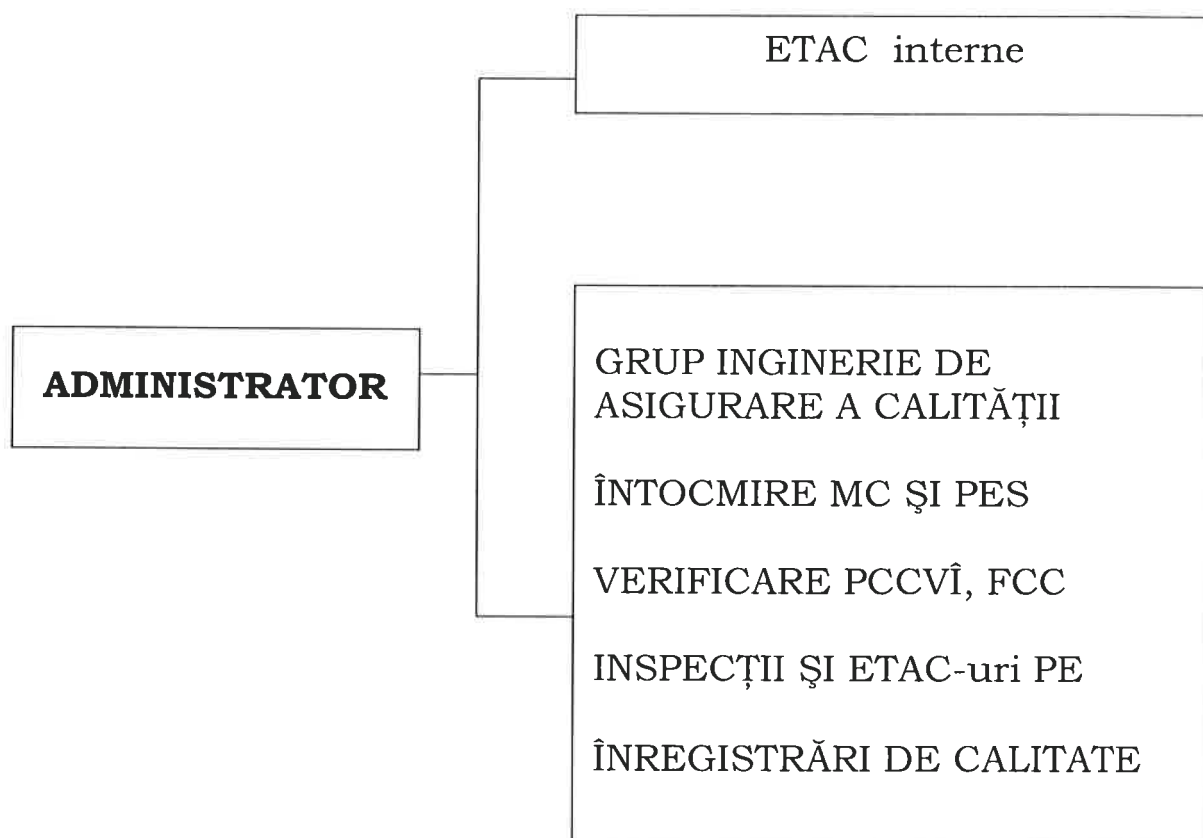 ETAC interne
ADMINISTRATOR
GRUP INGINERIE DE
ASIGURARE A CALITĂȚII
ÎNTOCMIRE MC ŞI PES
VERIFICARE PCCVÎ, FCC
INSPECȚII ŞI ETAC-uri PE
ÎNREGISTRĂRI DE CALITATE